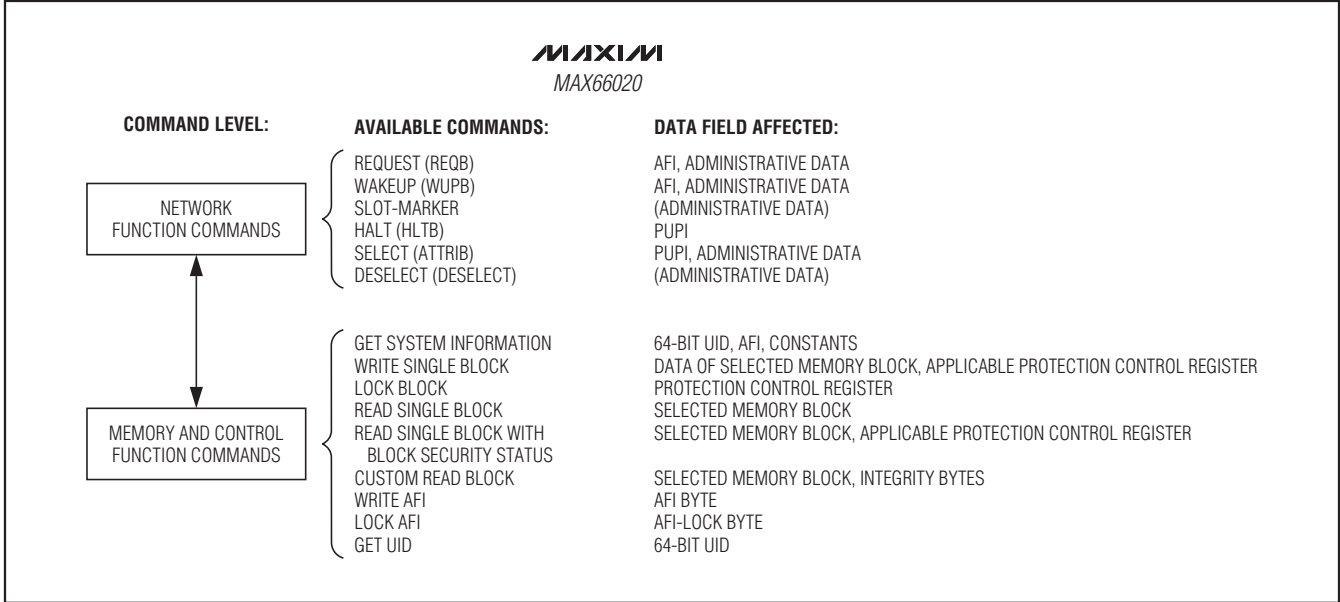 MAXIM
MAX66020
COMMAND LEVEL: AVAILABLE COMMANDS: DATA FIELD AFFECTED:
NETWORK
FUNCTION COMMANDS
REQUEST (REQB) AFI, ADMINISTRATIVE DATA
WAKEUP (WUPB) AFI, ADMINISTRATIVE DATA
SLOT-MARKER (ADMINISTRATIVE DATA)
HALT (HLTB) PUPI
SELECT (ATTRIB) PUPI, ADMINISTRATIVE DATA
DESELECT (DESELECT) (ADMINISTRATIVE DATA)
MEMORY AND CONTROL
FUNCTION COMMANDS
GET SYSTEM INFORMATION 64-BIT UID, AFI, CONSTANTS
WRITE SINGLE BLOCK DATA OF SELECTED MEMORY BLOCK, APPLICABLE PROTECTION CONTROL REGISTER
LOCK BLOCK PROTECTION CONTROL REGISTER
READ SINGLE BLOCK SELECTED MEMORY BLOCK
READ SINGLE BLOCK WITH SELECTED MEMORY BLOCK, APPLICABLE PROTECTION CONTROL REGISTER
BLOCK SECURITY STATUS
CUSTOM READ BLOCK SELECTED MEMORY BLOCK, INTEGRITY BYTES
WRITE AFI AFI BYTE
LOCK AFI AFI-LOCK BYTE
GET UID 64-BIT UID